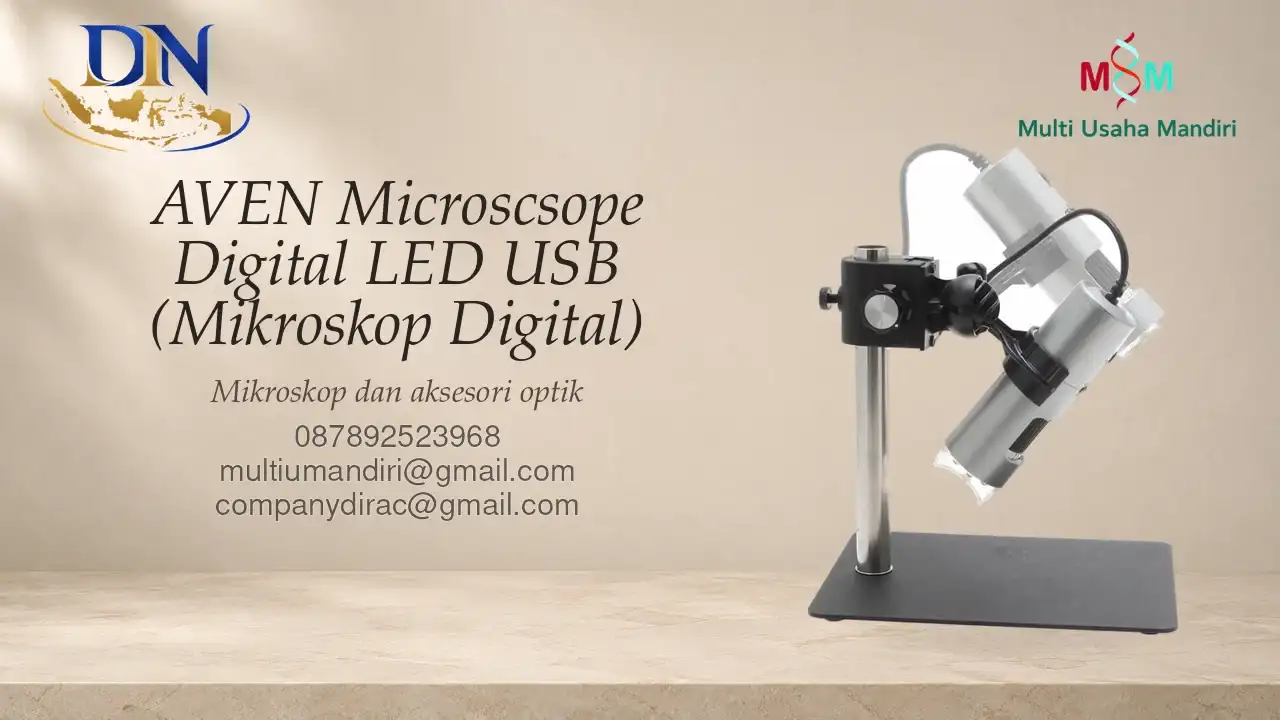 DIN
MSM
Multi Usaha Mandiri
AVEN Microscsope
Digital LED USB
(Mikroskop Digital)
Mikroskop dan aksesori optik
087892523968
multiumandiri@gmail.com
companydirac@gmail.com